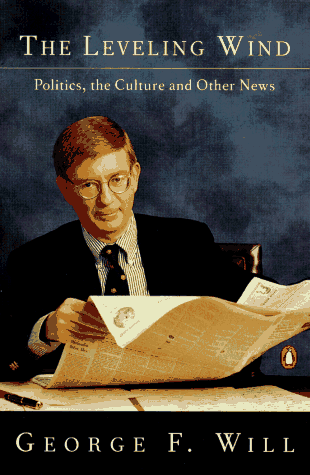 THE LEVELING WIND
Politics, the Culture and Other News
GEORGE F. WILL